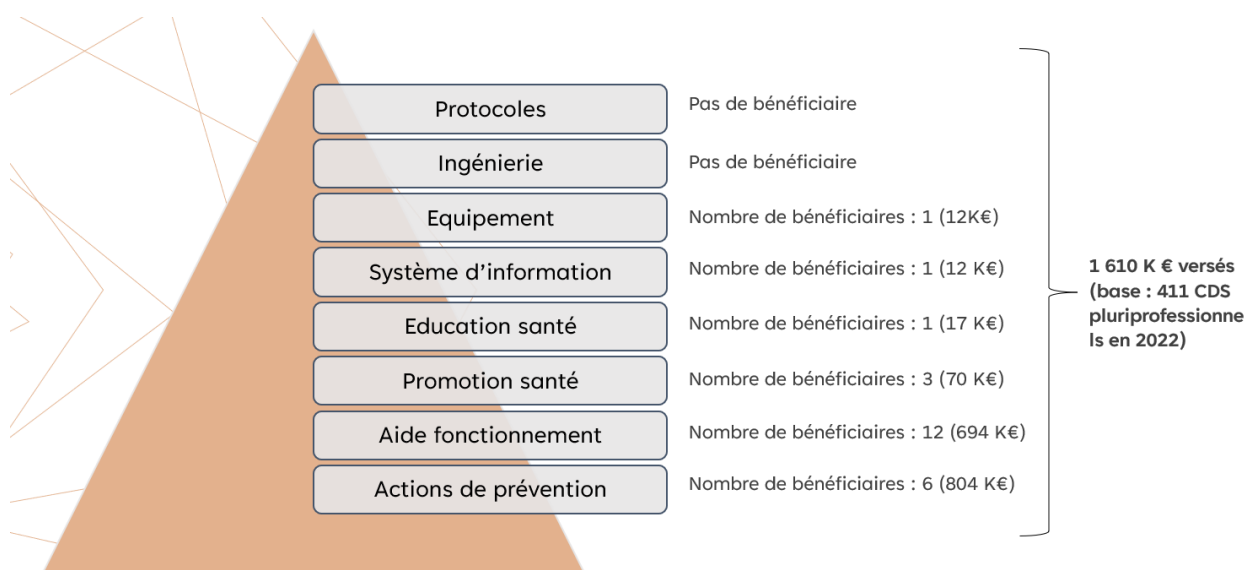 Protocoles
Pas de bénéficiaire
Ingénierie
Pas de bénéficiaire
Equipement
Nombre de bénéficiaires : 1 (12K€)
Système d’information
Nombre de bénéficiaires : 1 (12 K€)
Education santé
Nombre de bénéficiaires : 1 (17 K€)
Promotion santé
Nombre de bénéficiaires : 3 (70 K€)
Aide fonctionnement
Nombre de bénéficiaires : 12 (694 K€)
Actions de prévention
Nombre de bénéficiaires : 6 (804 K€)
1 610 K € versés
(base : 411 CDS
pluriprofessionne
ls en 2022)